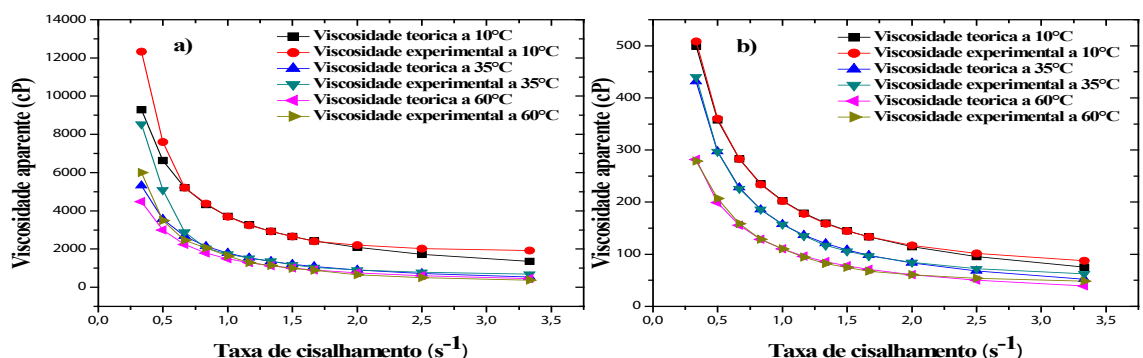 a)
Viscosidade teorica a 10°C
Viscosidade experimental a 10°C
Viscosidade teorica a 35°C
Viscosidade experimental a 35°C
Viscosidade teorica a 60°C
Viscosidade experimental a 60°C
Viscosidade aparente (cP)
14000
12000
10000
8000
6000
4000
2000
0
0,0 0,5 1,0 1,5 2,0 2,5 3,0 3,5
Taxa de cisalhamento (s-1)
b)
Viscosidade teorica a 10°C
Viscosidade experimental a 10°C
Viscosidade teorica a 35°C
Viscosidade experimental a 35°C
Viscosidade teorica a 60°C
Viscosidade experimental a 60°C
Viscosidade aparente (cP)
500
400
300
200
100
0
0,0 0,5 1,0 1,5 2,0 2,5 3,0 3,5
Taxa de cisalhamento (s-1)